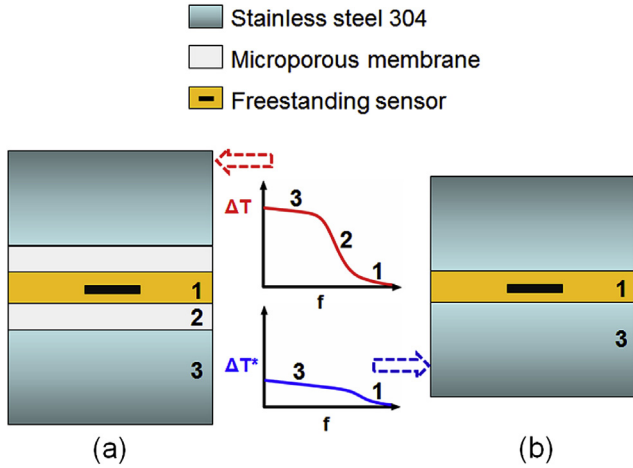 Stainless steel 304
Microporous membrane
Freestanding sensor
ΔT
3
2
1
f
1
2
3
ΔT*
3
1
f
1
3
(a)
(b)